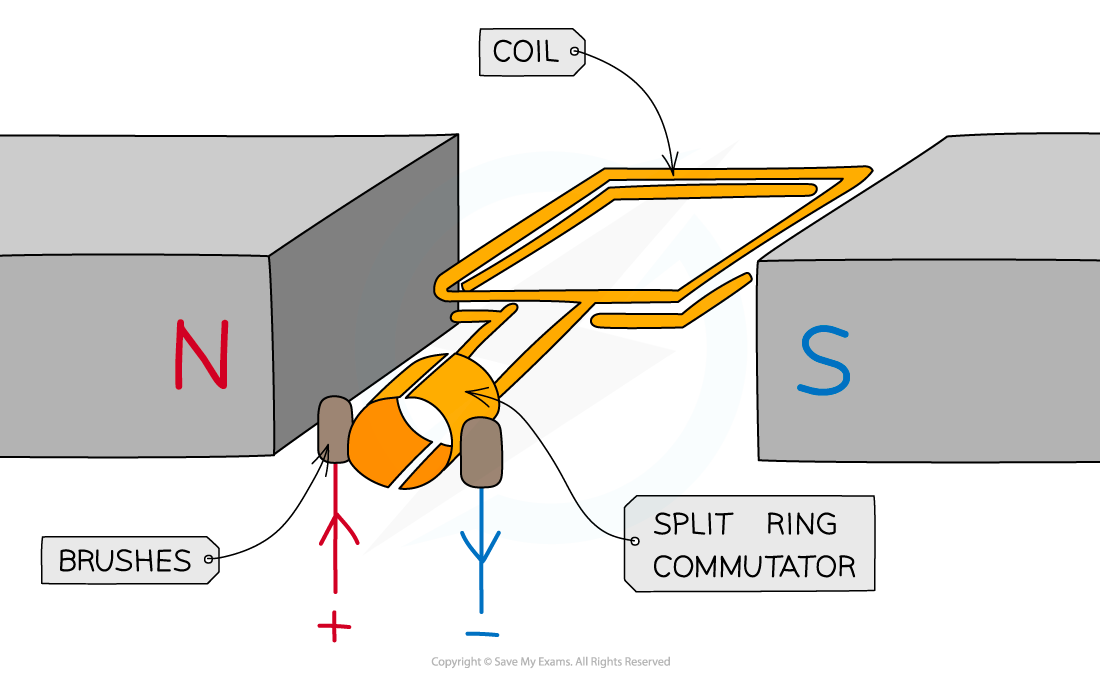 COIL
N
S
BRUSHES
SPLIT RING
COMMUTATOR
+
−
Copyright © Save My Exams. All Rights Reserved